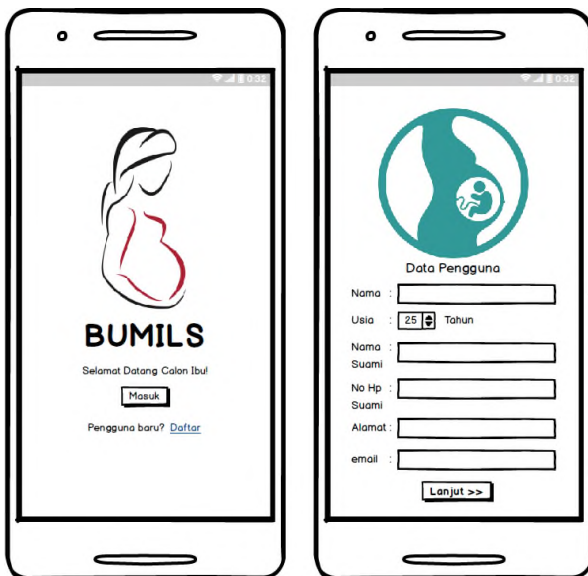 0:32
BUMILS
Selamat Datang Calon Ibu!
Masuk
Pengguna baru? Daftar
0:32
Data Pengguna
Nama :
Usia : 25 Tahun
Nama :
Suami
No Hp :
Suami
Alamat :
email :
Lanjut >>